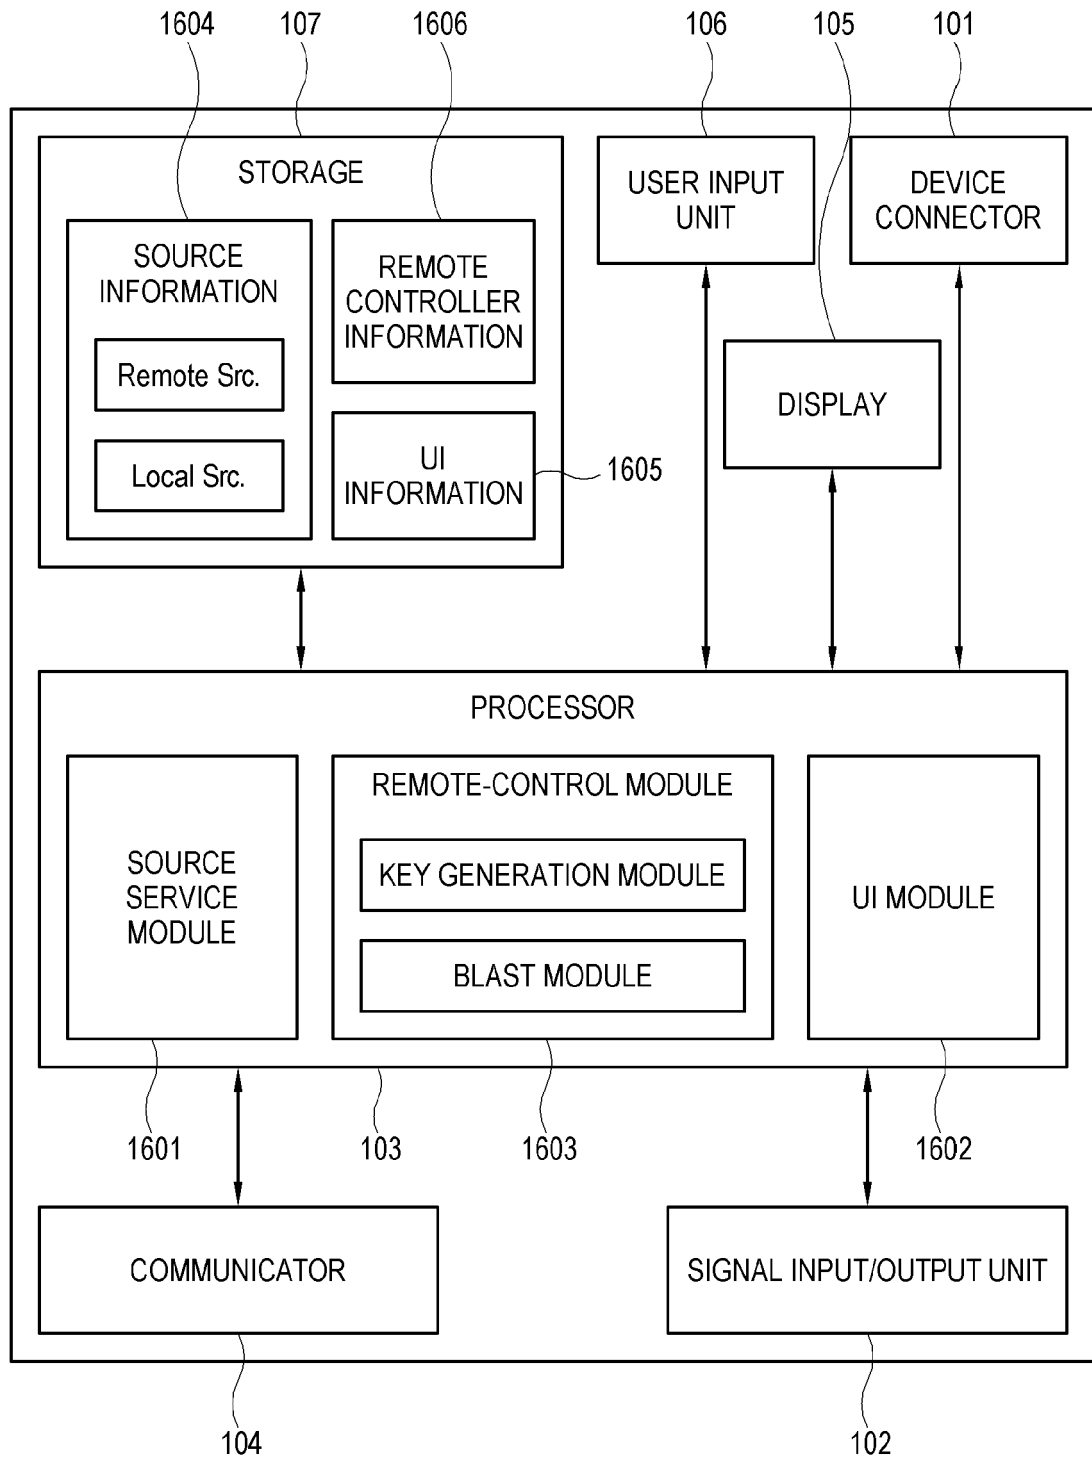 1604
107
1606
106
105
101
STORAGE
USER INPUT
UNIT
DEVICE
CONNECTOR
SOURCE
INFORMATION
REMOTE
CONTROLLER
INFORMATION
Remote Src.
Local Src.
UI
INFORMATION
1605
DISPLAY
PROCESSOR
SOURCE
SERVICE
MODULE
REMOTE-CONTROL MODULE
KEY GENERATION MODULE
BLAST MODULE
UI MODULE
1601
103
1603
1602
COMMUNICATOR
SIGNAL INPUT/OUTPUT UNIT
104
102